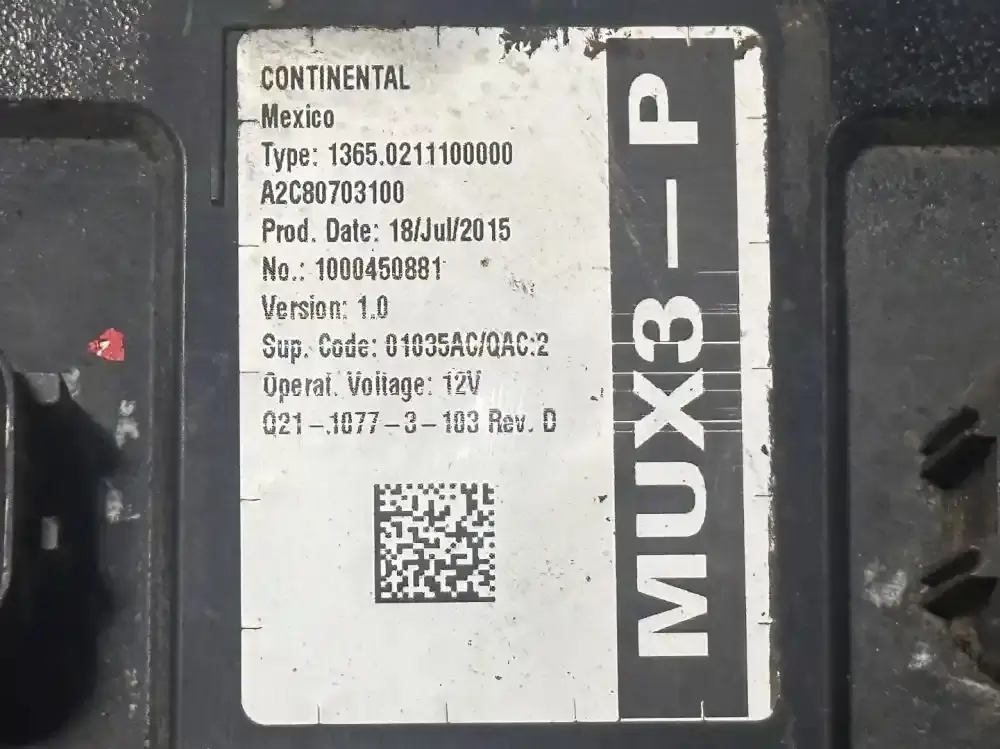 CONTINENTAL
Mexico
Type: 1365.0211100000
A2C80703100
Prod. Date: 18/Jul/2015
No.: 1000450881
Version: 1.0
Sup. Code: 01035AC/QAC:2
Operat. Voltage: 12V
Q21-1077-3-103 Rev. D
MUX3-P